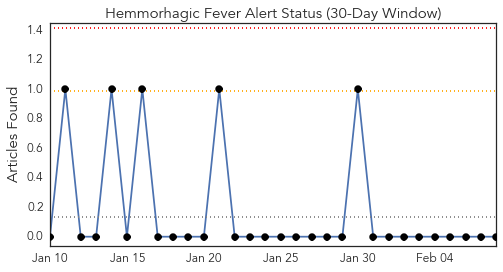 Hemmorhagic Fever Alert Status (30-Day Window)
Articles Found
1.4
1.2
1.0
0.8
0.6
0.4
0.2
0.0
Jan 10 Jan 15 Jan 20 Jan 25 Jan 30 Feb 04